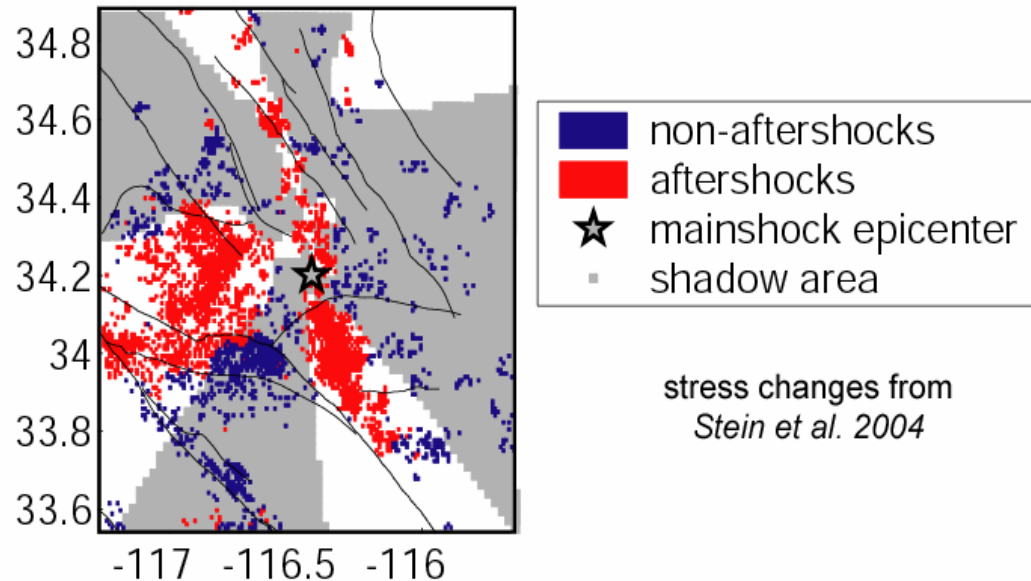 34.8
34.6
34.4
34.2
34
33.8
33.6
-117 -116.5 -116
non-aftershocks
aftershocks
mainshock epicenter
shadow area
stress changes from
Stein et al. 2004